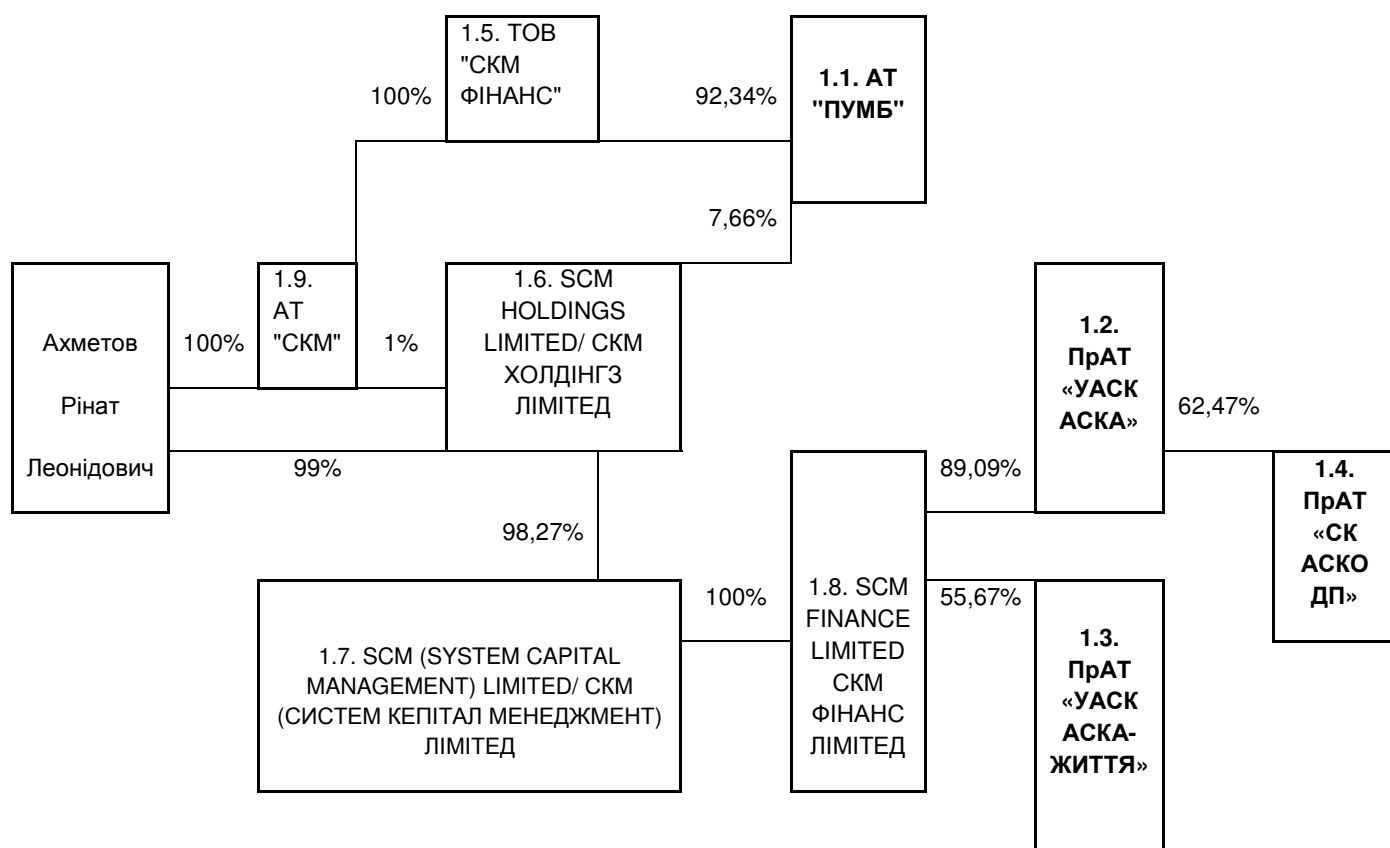 1.5. ТОВ
"СКМ
ФІНАНС"
100%
92,34%
1.1. АТ
"ПУМБ"
7,66%
Ахметов
Рінат
Леонідович
100%
1.9.
АТ
"СКМ"
1%
1.6. SCM
HOLDINGS
LIMITED/ СКМ
ХОЛДІНГЗ
ЛІМІТЕД
99%
98,27%
1.7. SCM (SYSTEM CAPITAL
MANAGEMENT) LIMITED/ СКМ
(СИСТЕМ КЕПІТАЛ МЕНЕДЖМЕНТ)
ЛІМІТЕД
100%
1.8. SCM
FINANCE
LIMITED
СКМ
ФІНАНС
ЛІМІТЕД
89,09%
55,67%
1.2.
ПрАТ
«УАСК
АСКА»
62,47%
1.3.
ПрАТ
«УАСК
АСКА-
ЖИТТЯ»
1.4.
ПрАТ
«СК
АСКО
ДП»